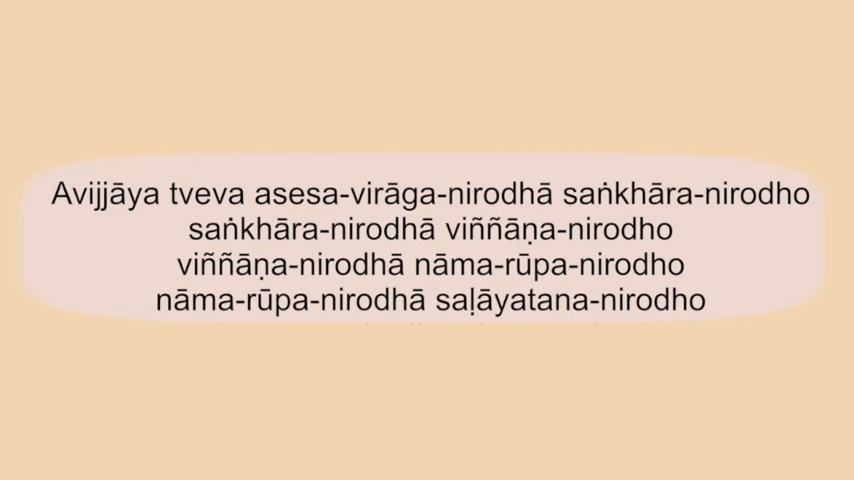 Avijjāya tveva asesa-virāga-nirodhā saṅkhāra-nirodho
saṅkhāra-nirodhā viññāṇa-nirodho
viññāṇa-nirodhā nāma-rūpa-nirodho
nāma-rūpa-nirodhā saḷāyatana-nirodho